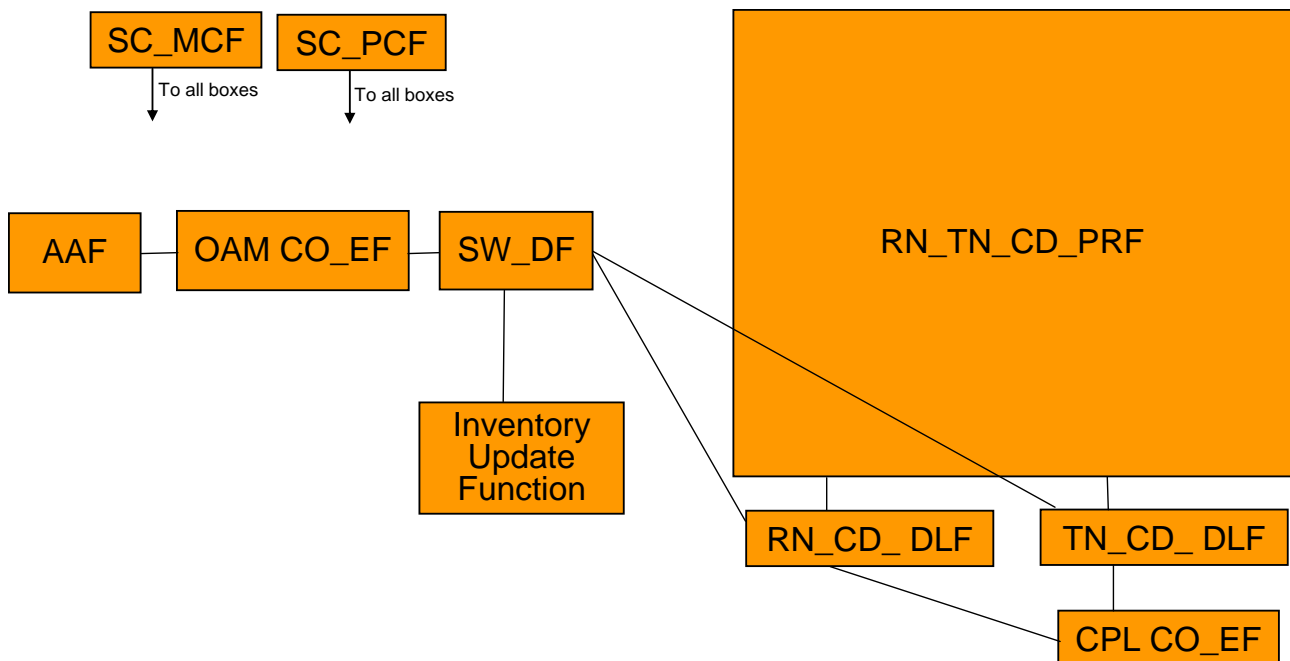 SC_MCF
SC_PCF
To all boxes
To all boxes
AAF
OAM CO_EF
SW_DF
RN_TN_CD_PRF
Inventory
Update
Function
RN_CD_ DLF
TN_CD_ DLF
CPL CO_EF